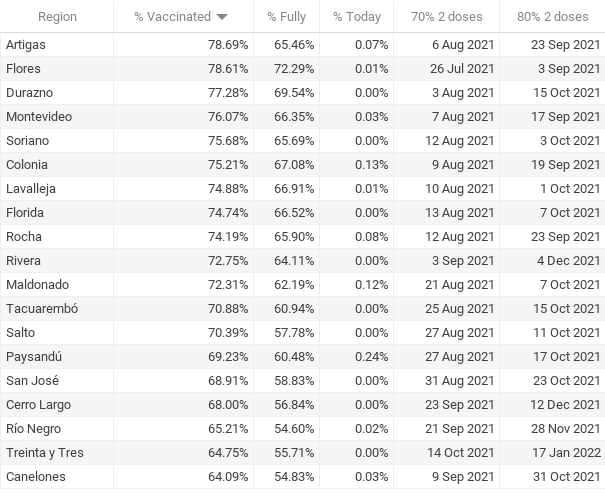 Region % Vaccinated % Fully % Today 70% 2 doses 80% 2 doses
Artigas 78.69% 65.46% 0.07% 6 Aug 2021 23 Sep 2021
Flores 78.61% 72.29% 0.01% 26 Jul 2021 3 Sep 2021
Durazno 77.28% 69.54% 0.00% 3 Aug 2021 15 Oct 2021
Montevideo 76.07% 66.35% 0.03% 7 Aug 2021 17 Sep 2021
Soriano 75.68% 65.69% 0.00% 12 Aug 2021 3 Oct 2021
Colonia 75.21% 67.08% 0.13% 9 Aug 2021 19 Sep 2021
Lavalleja 74.88% 66.91% 0.01% 10 Aug 2021 1 Oct 2021
Florida 74.74% 66.52% 0.00% 13 Aug 2021 7 Oct 2021
Rocha 74.19% 65.90% 0.08% 12 Aug 2021 23 Sep 2021
Rivera 72.75% 64.11% 0.00% 3 Sep 2021 4 Dec 2021
Maldonado 72.31% 62.19% 0.12% 21 Aug 2021 7 Oct 2021
Tacuarembó 70.88% 60.94% 0.00% 25 Aug 2021 15 Oct 2021
Salto 70.39% 57.78% 0.00% 27 Aug 2021 11 Oct 2021
Paysandú 69.23% 60.48% 0.24% 27 Aug 2021 17 Oct 2021
San José 68.91% 58.83% 0.00% 31 Aug 2021 23 Oct 2021
Cerro Largo 68.00% 56.84% 0.00% 23 Sep 2021 12 Dec 2021
Río Negro 65.21% 54.60% 0.02% 21 Sep 2021 28 Nov 2021
Treinta y Tres 64.75% 55.71% 0.00% 14 Oct 2021 17 Jan 2022
Canelones 64.09% 54.83% 0.03% 9 Sep 2021 31 Oct 2021